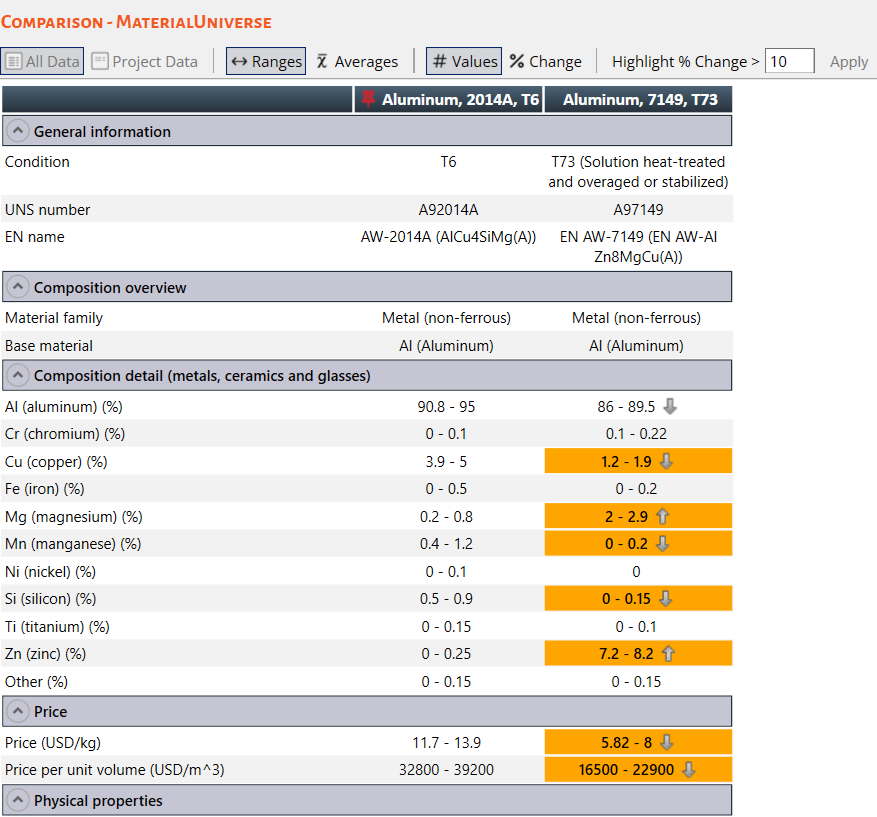 Comparison - MaterialUniverse
All Data Project Data Ranges x̄ Averages # Values % Change Highlight % Change > 10 Apply
Aluminum, 2014A, T6 Aluminum, 7149, T73
General information
Condition T6 T73 (Solution heat-treated
and overaged or stabilized)
UNS number A92014A A97149
EN name AW-2014A (AlCu4SiMg(A)) EN AW-7149 (EN AW-Al
Zn8MgCu(A))
Composition overview
Material family Metal (non-ferrous) Metal (non-ferrous)
Base material Al (Aluminum) Al (Aluminum)
Composition detail (metals, ceramics and glasses)
Al (aluminum) (%) 90.8 - 95 86 - 89.5
Cr (chromium) (%) 0 - 0.1 0.1 - 0.22
Cu (copper) (%) 3.9 - 5 1.2 - 1.9
Fe (iron) (%) 0 - 0.5 0 - 0.2
Mg (magnesium) (%) 0.2 - 0.8 2 - 2.9
Mn (manganese) (%) 0.4 - 1.2 0 - 0.2
Ni (nickel) (%) 0 - 0.1 0
Si (silicon) (%) 0.5 - 0.9 0 - 0.15
Ti (titanium) (%) 0 - 0.15 0 - 0.1
Zn (zinc) (%) 0 - 0.25 7.2 - 8.2
Other (%) 0 - 0.15 0 - 0.15
Price
Price (USD/kg) 11.7 - 13.9 5.82 - 8
Price per unit volume (USD/m^3) 32800 - 39200 16500 - 22900
Physical properties